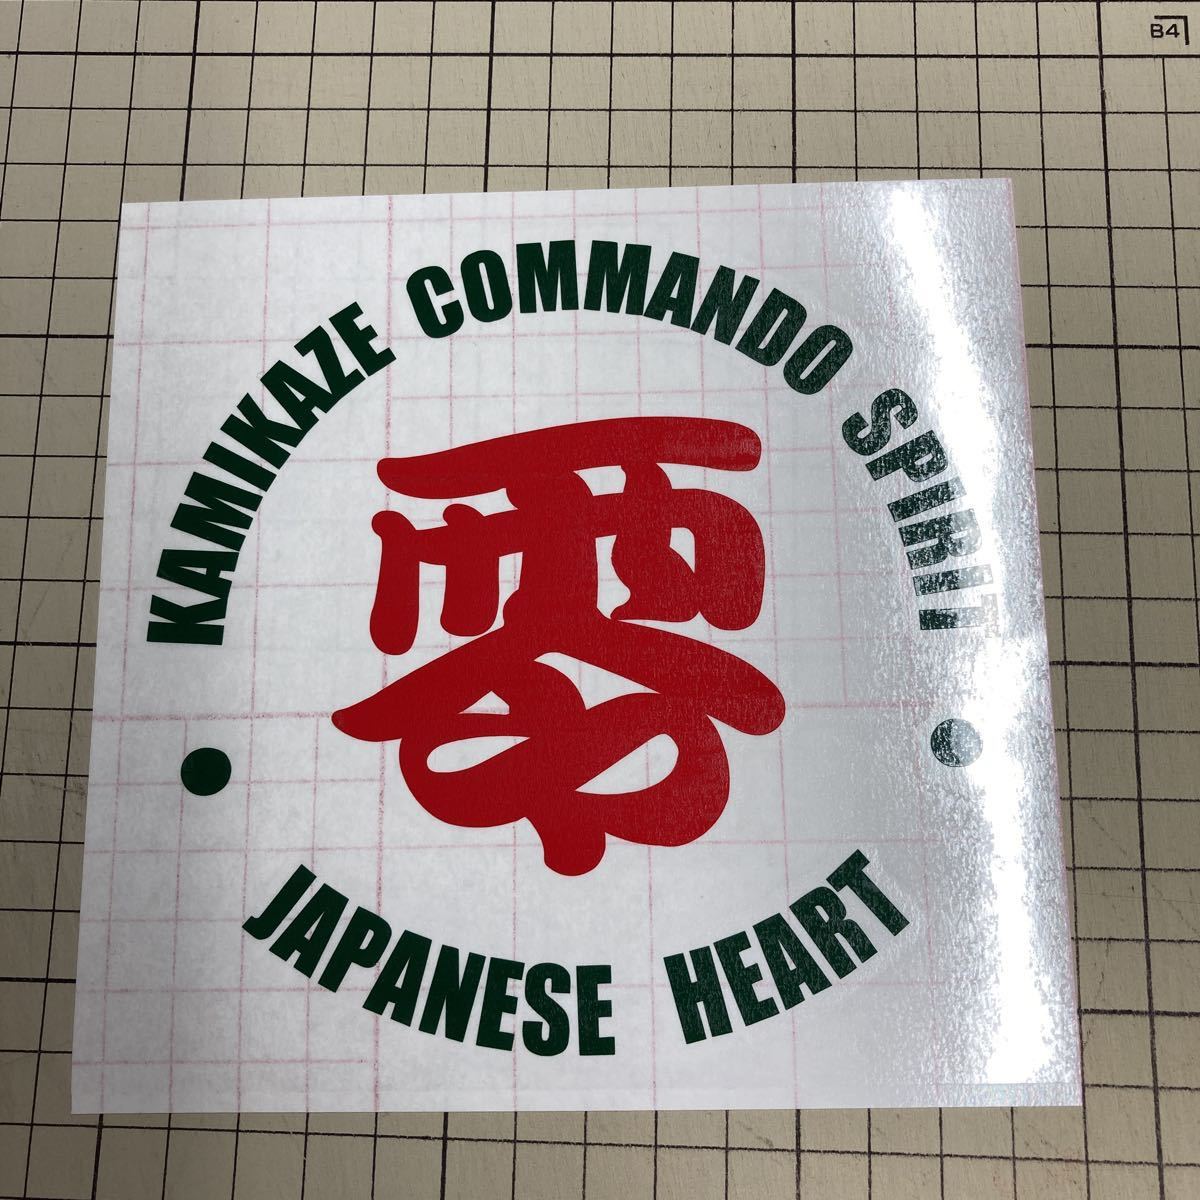 B4
KAMIKAZE COMMANDO SPIRIT
零
JAPANESE HEART